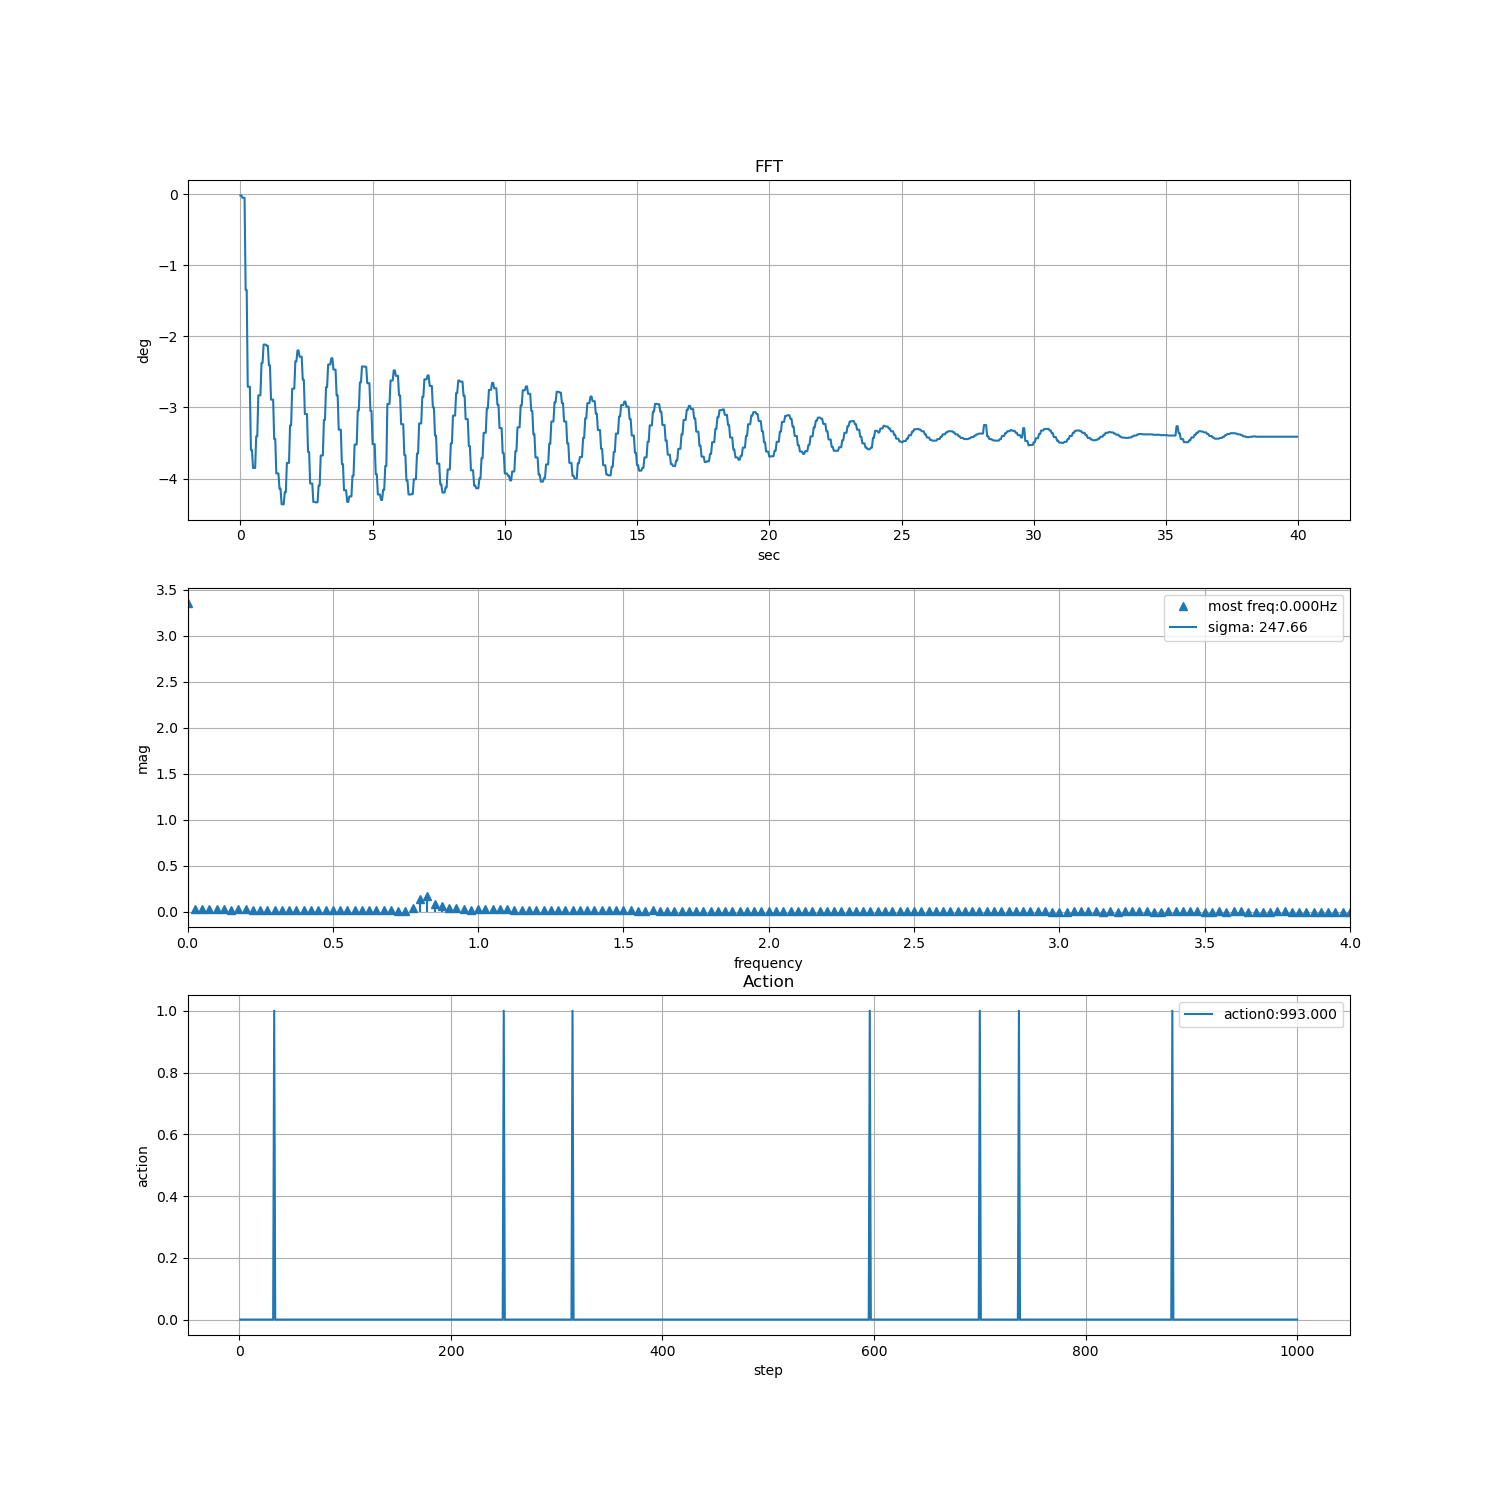 FFT
0
−1
−2
−3
−4
deg
0 5 10 15 20 25 30 35 40
sec
3.5
3.0
2.5
2.0
1.5
1.0
0.5
0.0
mag
most freq:0.000Hz
sigma: 247.66
0.0 0.5 1.0 1.5 2.0 2.5 3.0 3.5 4.0
frequency
Action
1.0
0.8
0.6
0.4
0.2
0.0
action
action0:993.000
0 200 400 600 800 1000
step